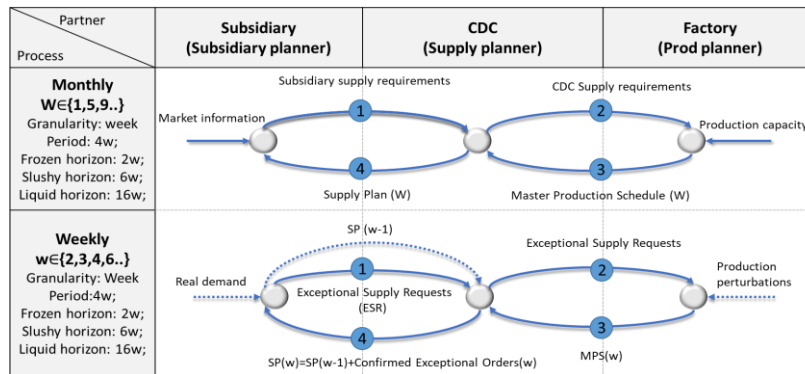 Partner
Process
Subsidiary
(Subsidiary planner)
CDC
(Supply planner)
Factory
(Prod planner)
Monthly
W∈{1,5,9..}
Granularity: week
Period: 4w;
Frozen horizon: 2w;
Slushy horizon: 6w;
Liquid horizon: 16w;
Subsidiary supply requirements
CDC Supply requirements
Market information
1
2
Production capacity
4
3
Supply Plan (W)
Master Production Schedule (W)
Weekly
w∈{2,3,4,6..}
Granularity: Week
Period:4w;
Frozen horizon: 2w;
Slushy horizon: 6w;
Liquid horizon: 16w;
SP (w-1)
Exceptional Supply Requests
Real demand
1
2
Production
perturbations
Exceptional Supply Requests
(ESR)
4
3
SP(w)=SP(w-1)+Confirmed Exceptional Orders(w)
MPS(w)